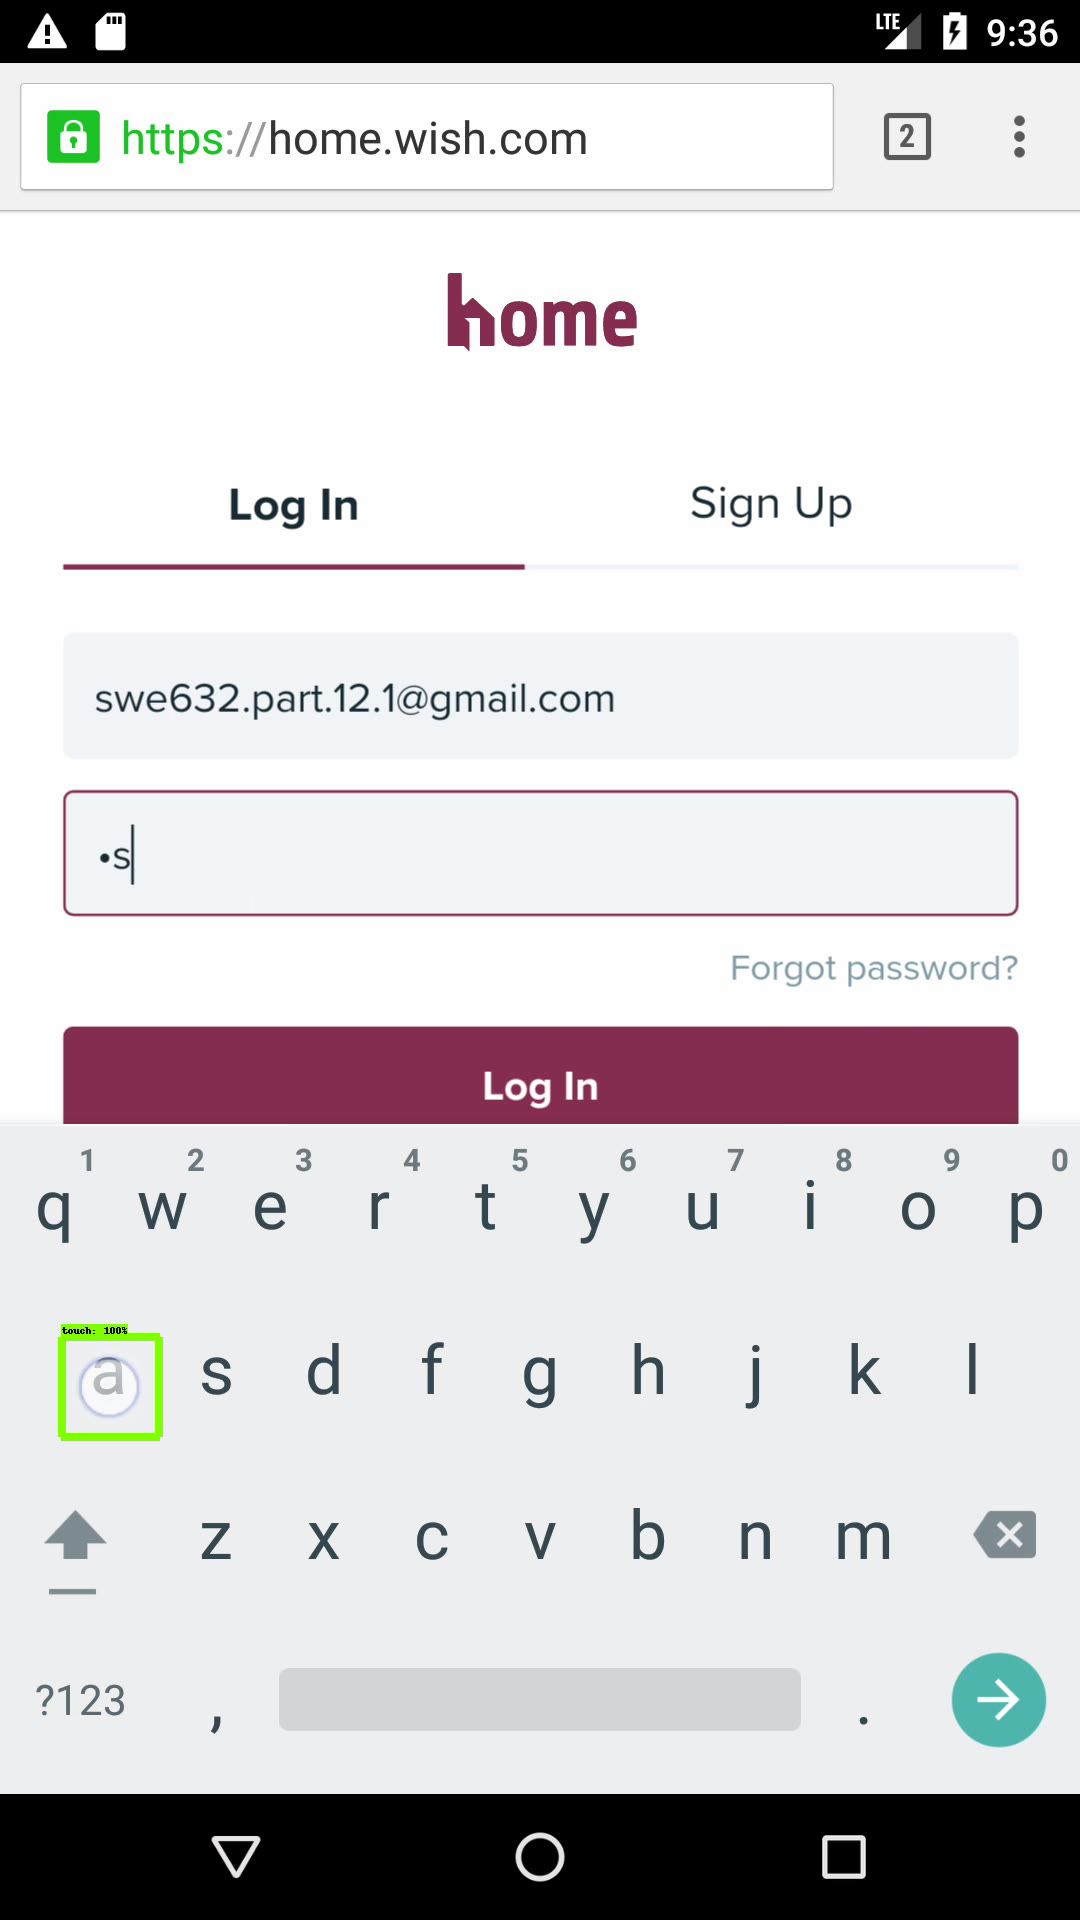 LTE 9:36
https://home.wish.com 2
home
Log In Sign Up
swe632.part.12.1@gmail.com
•s
Forgot password?
Log In
1 2 3 4 5 6 7 8 9 0
q w e r t y u i o p
touch: 100%
a s d f g h j k l
z x c v b n m
?123 , .